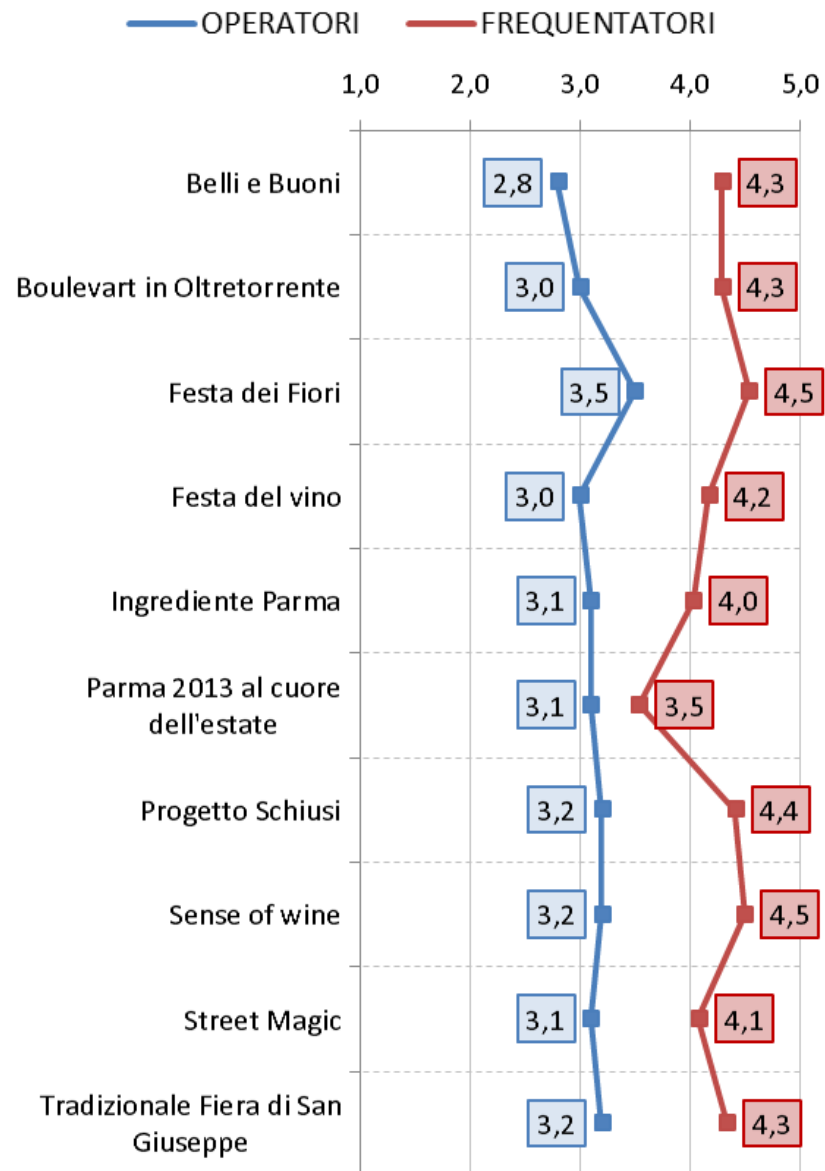 OPERATORI FREQUENTATORI
1,0 2,0 3,0 4,0 5,0
Belli e Buoni 2,8 4,3
Boulevart in Oltretorrente 3,0 4,3
Festa dei Fiori 3,5 4,5
Festa del vino 3,0 4,2
Ingrediente Parma 3,1 4,0
Parma 2013 al cuore
dell'estate 3,1 3,5
Progetto Schiusi 3,2 4,4
Sense of wine 3,2 4,5
Street Magic 3,1 4,1
Tradizionale Fiera di San
Giuseppe 3,2 4,3